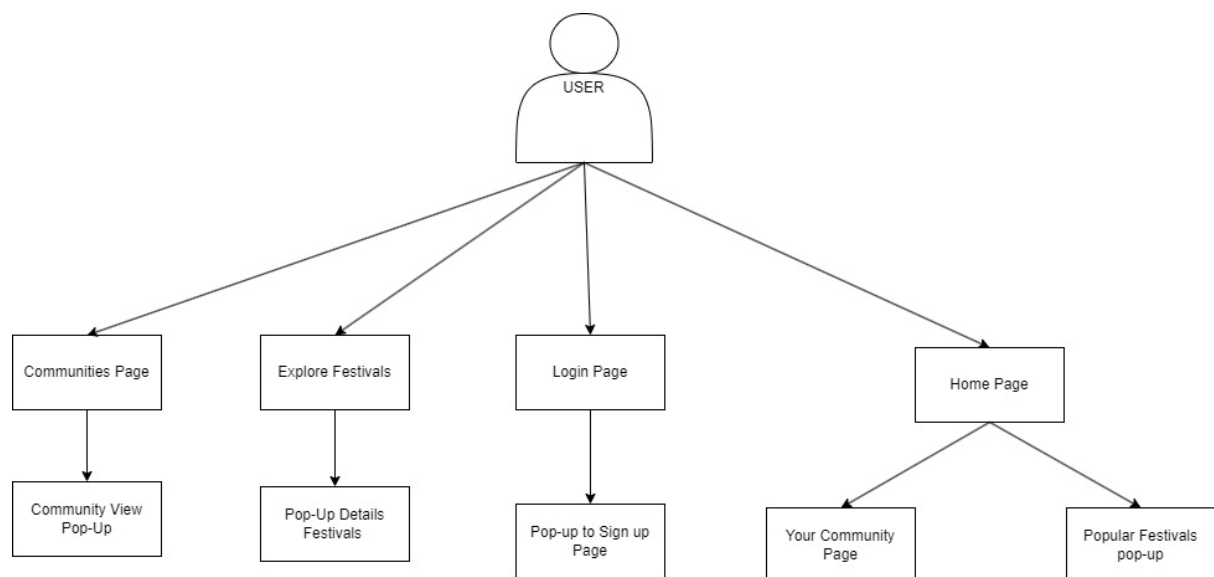 USER
Communities Page
Explore Festivals
Login Page
Home Page
Community View
Pop-Up
Pop-Up Details
Festivals
Pop-up to Sign up
Page
Your Community
Page
Popular Festivals
pop-up